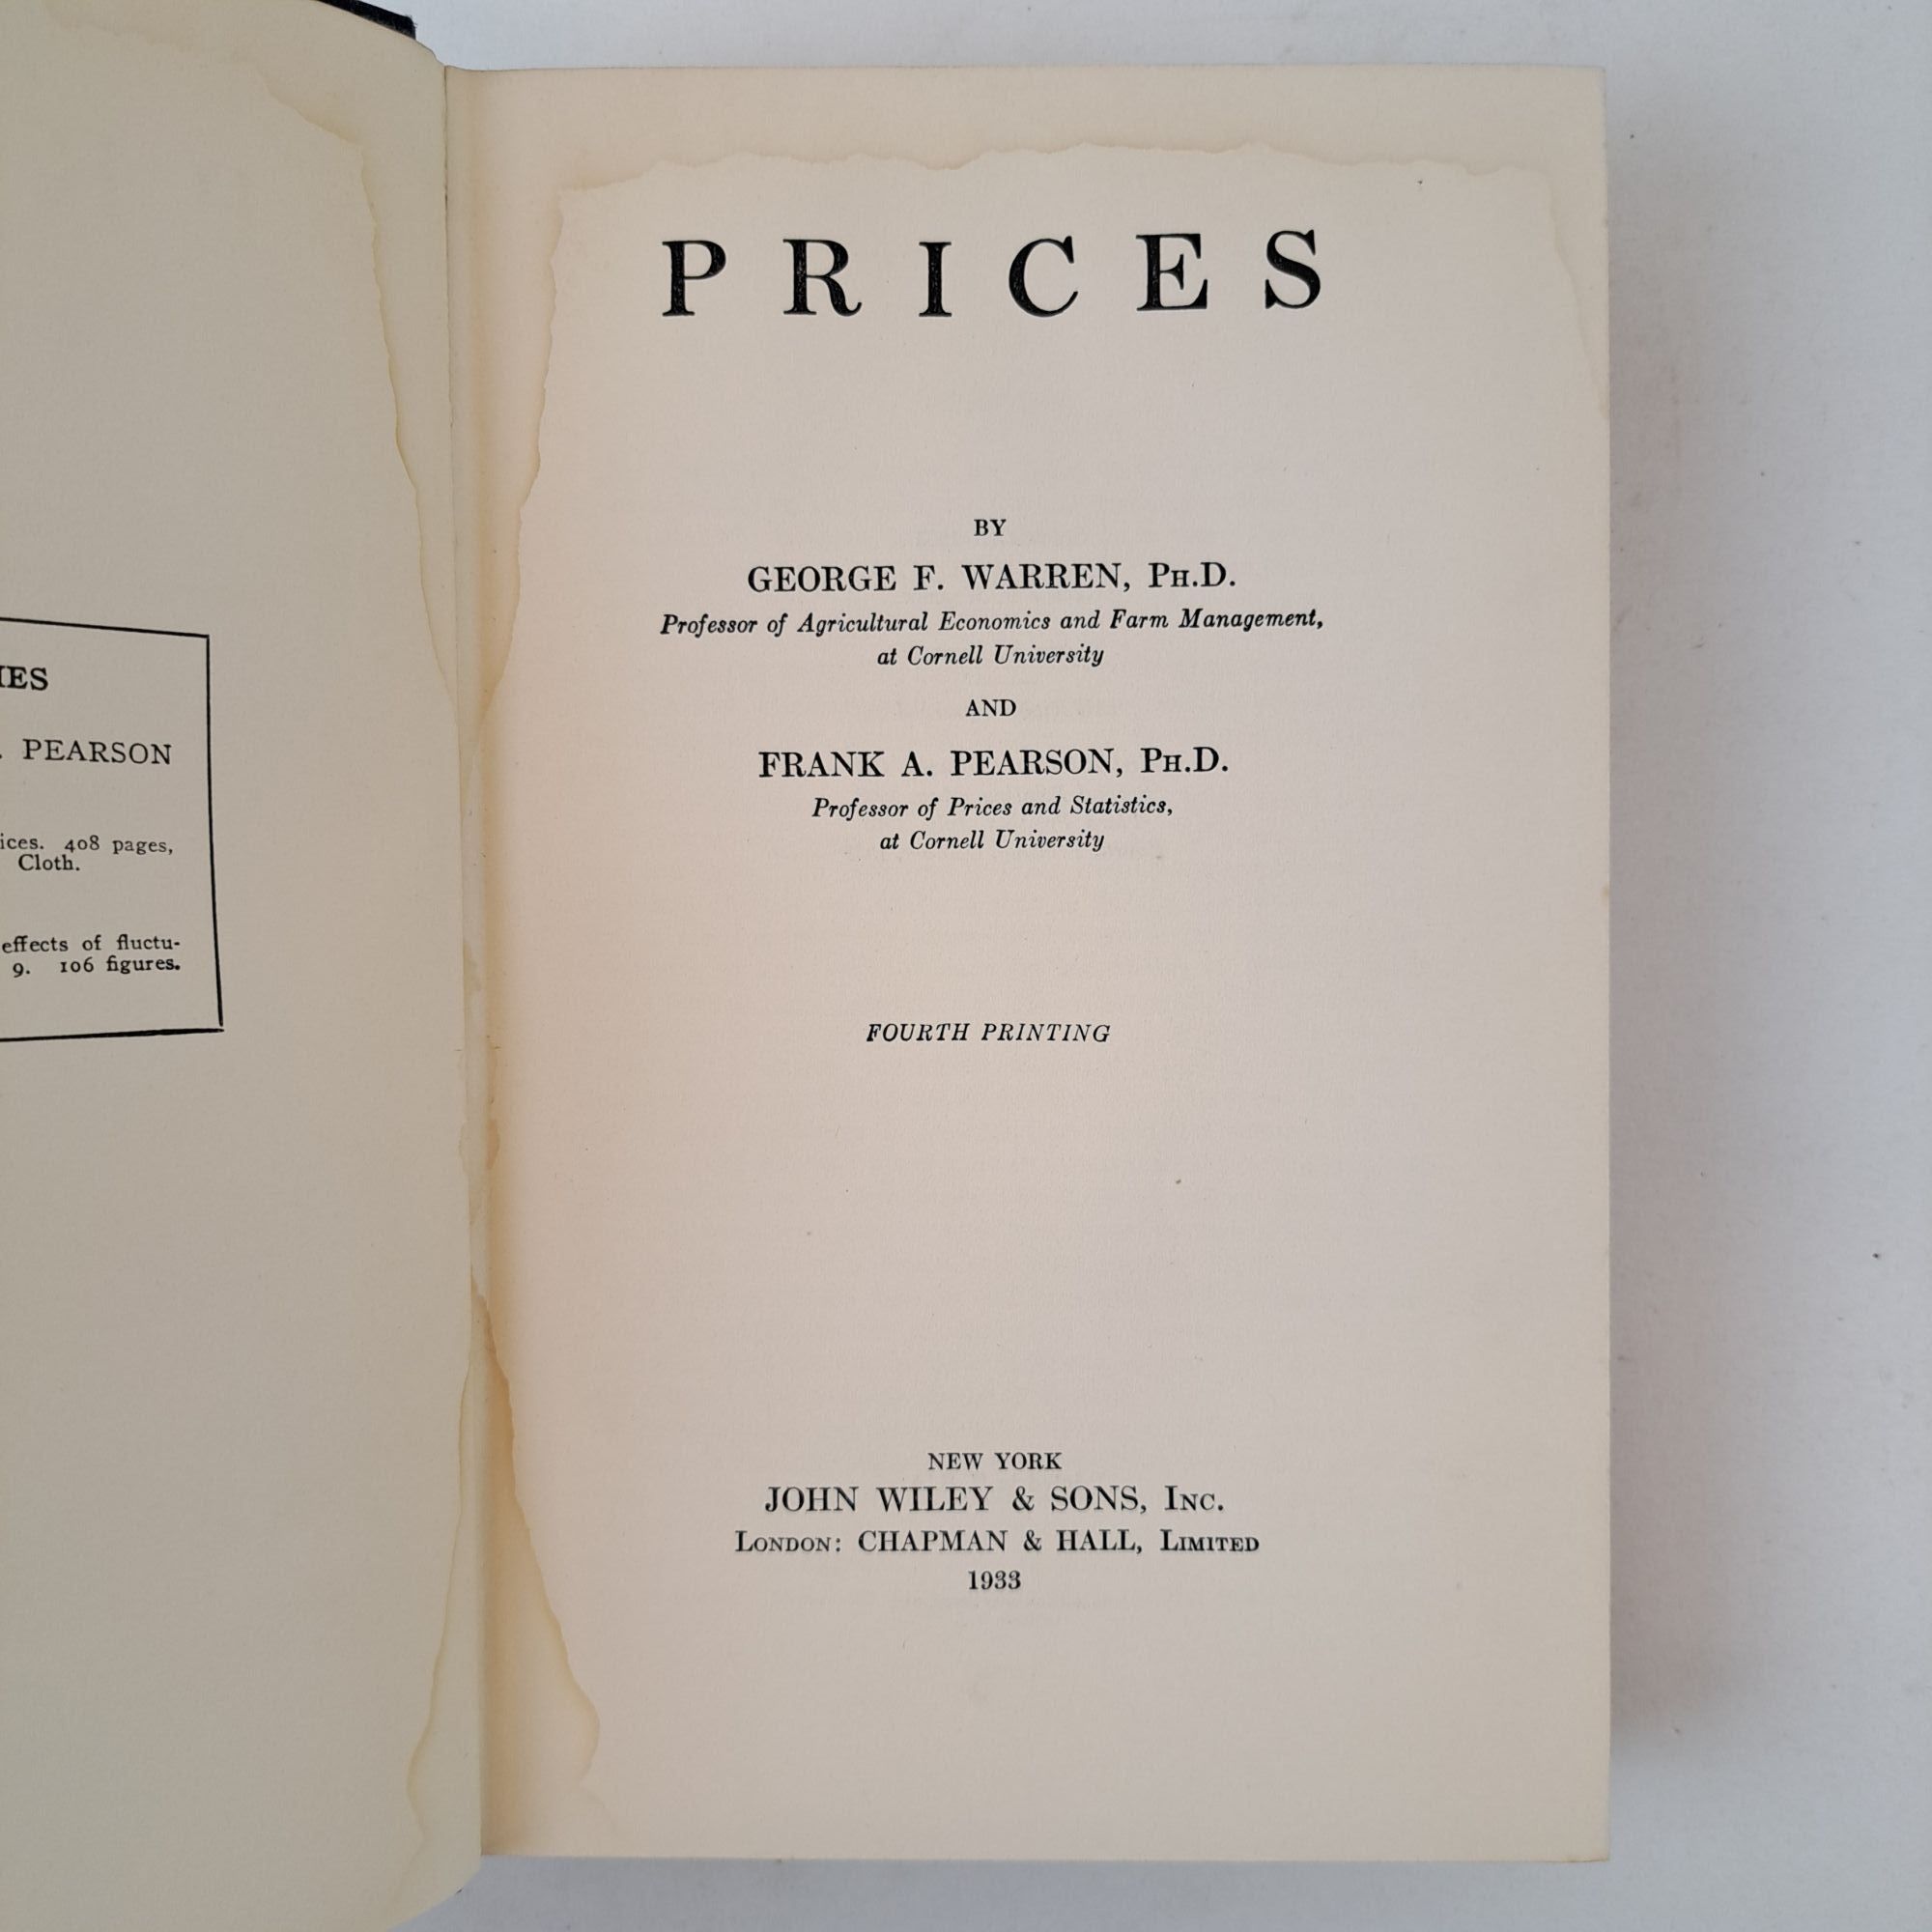 PEARSON
408 pages,
Cloth.
effects of fluctu-
9. 106 figures.
PRICES
BY
GEORGE F. WARREN, PH.D.
Professor of Agricultural Economics and Farm Management,
at Cornell University
AND
FRANK A. PEARSON, PH.D.
Professor of Prices and Statistics,
at Cornell University
FOURTH PRINTING
NEW YORK
JOHN WILEY & SONS, INC.
LONDON: CHAPMAN & HALL, LIMITED
1933